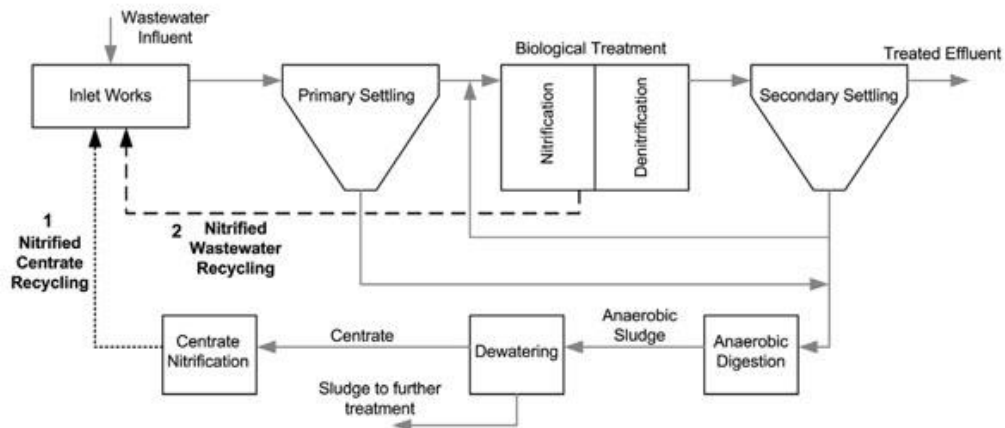 Wastewater
Influent
Inlet Works
Primary Settling
Biological Treatment
Nitrification
Denitrification
Treated Effluent
Secondary Settling
1
Nitrified
Centrate
Recycling
2 Nitrified
Wastewater
Recycling
Centrate
Nitrification
Centrate
Dewatering
Anaerobic
Sludge
Anaerobic
Digestion
Sludge to further
treatment